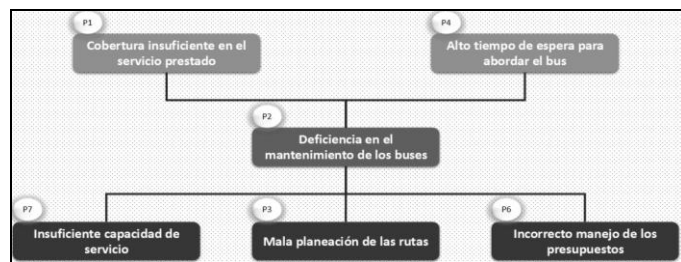 P1
Cobertura insuficiente en el
servicio prestado
P4
Alto tiempo de espera para
abordar el bus
P2
Deficiencia en el
mantenimiento de los buses
P7
Insuficiente capacidad de
servicio
P3
Mala planeación de las rutas
P6
Incorrecto manejo de los
presupuestos